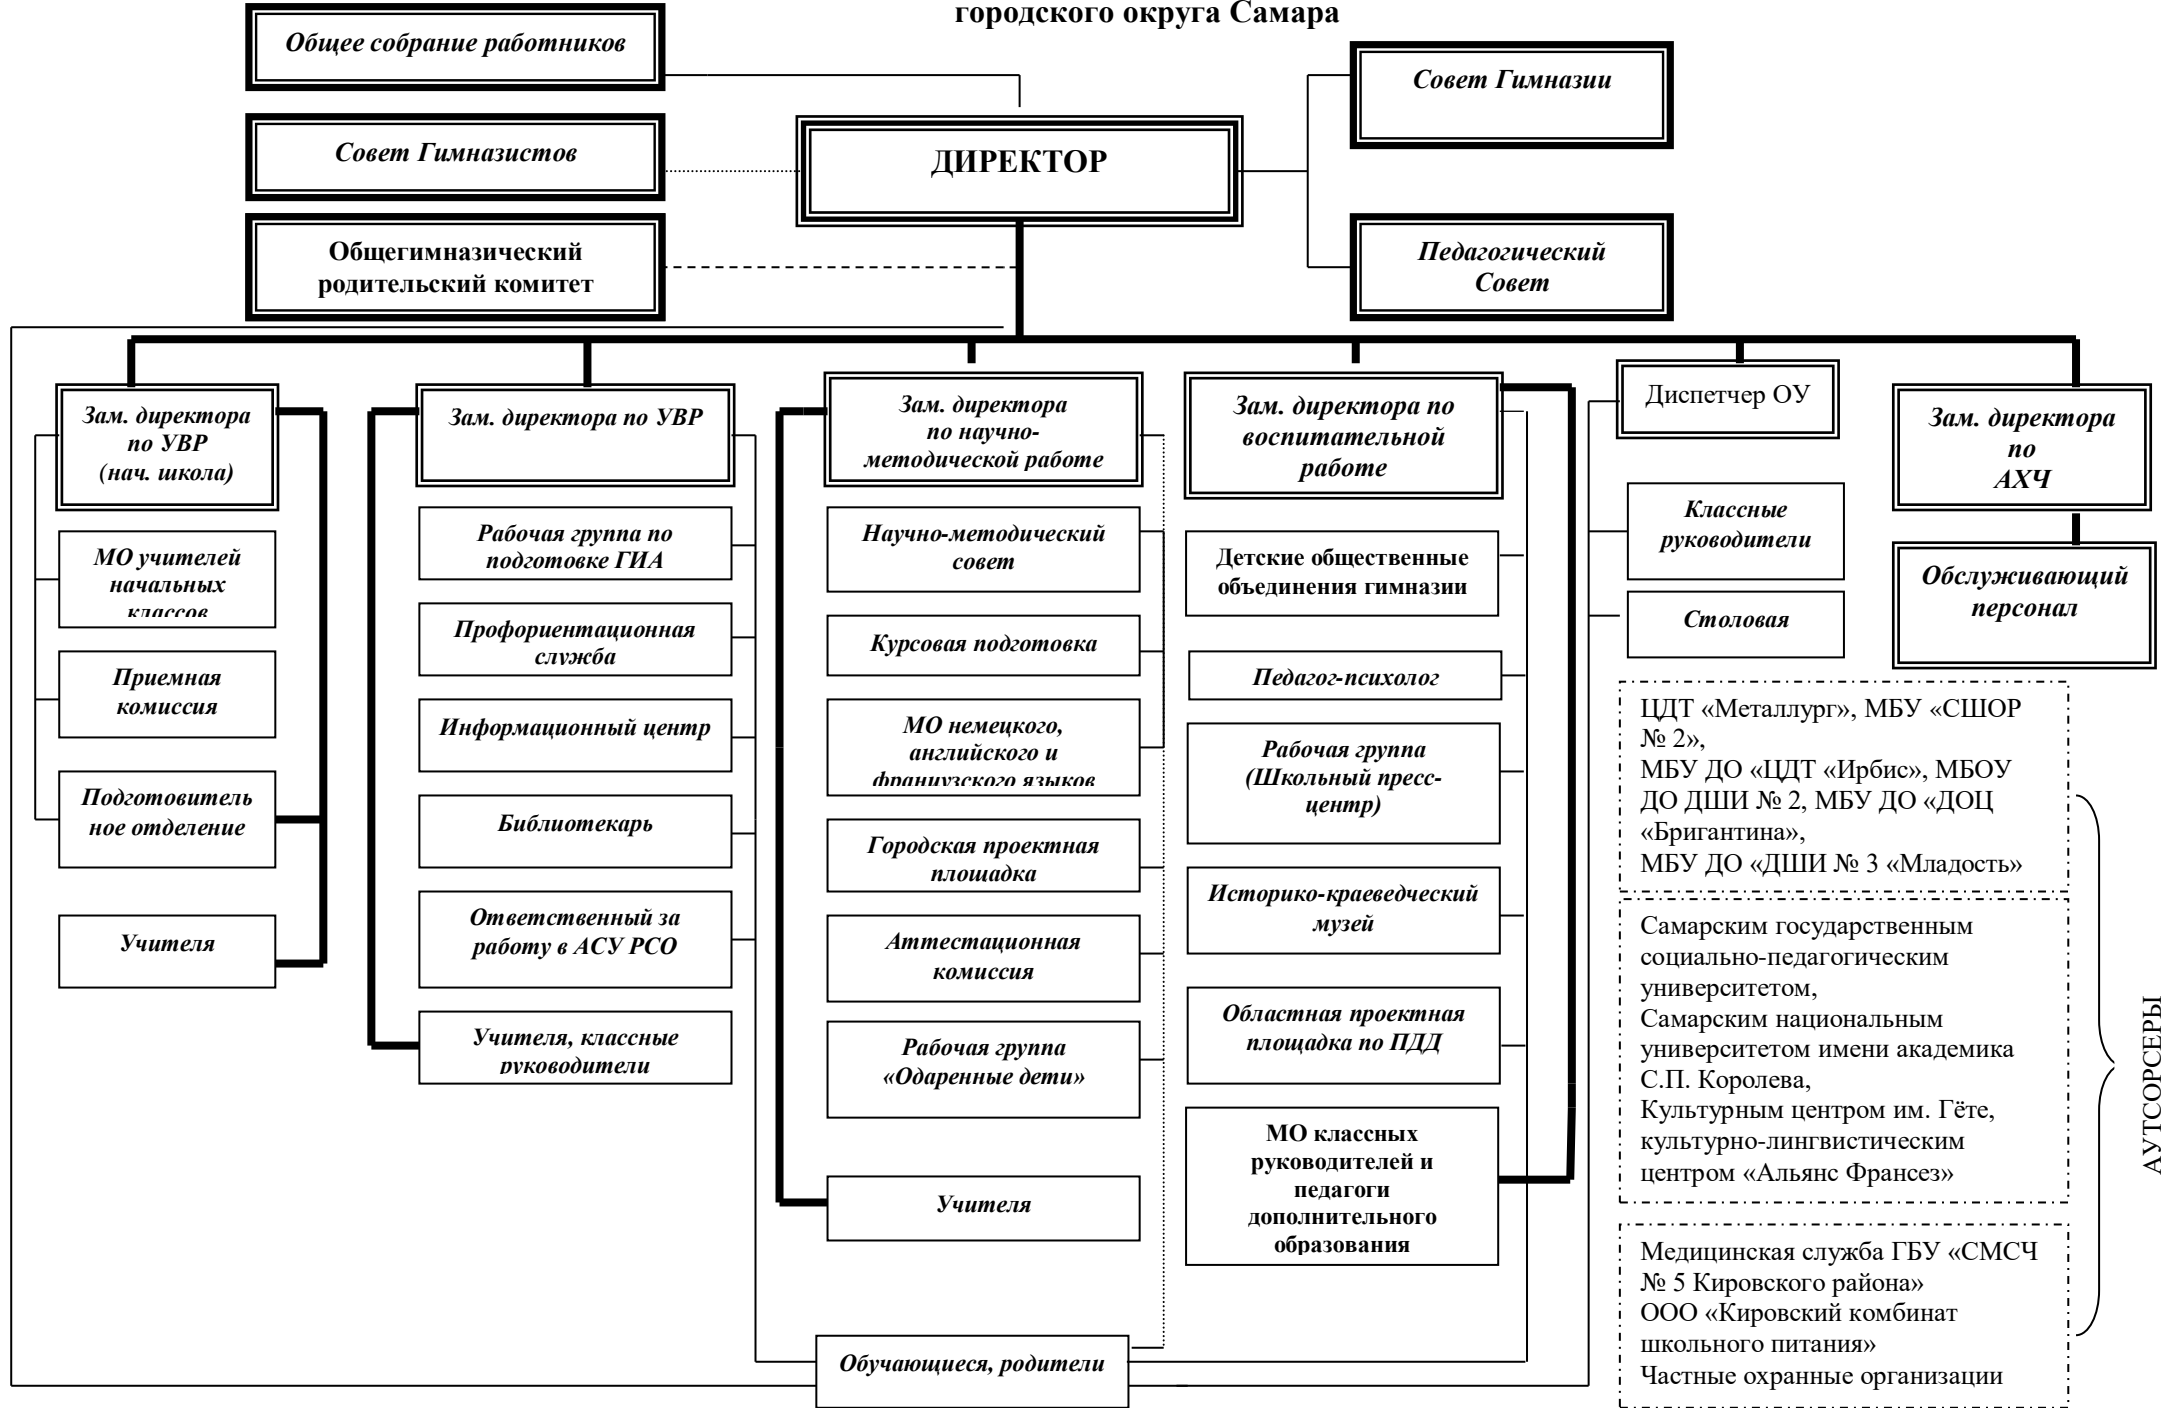 городского округа Самара
Общее собрание работников
Совет Гимназии
Совет Гимназистов
ДИРЕКТОР
Общегимназический
родительский комитет
Педагогический
Совет
Зам. директора
по УВР
(нач. школа)
МО учителей
начальных
классов
Приемная
комиссия
Подготовитель
ное отделение
Учителя
Зам. директора по УВР
Рабочая группа по
подготовке ГИА
Профориентационная
служба
Информационный центр
Библиотекарь
Ответственный за
работу в АСУ РСО
Учителя, классные
руководители
Зам. директора
по научно-
методической работе
Научно-методический
совет
Курсовая подготовка
МО немецкого,
английского и
французского языков
Городская проектная
площадка
Аттестационная
комиссия
Рабочая группа
«Одаренные дети»
Учителя
Зам. директора по
воспитательной
работе
Детские общественные
объединения гимназии
Педагог-психолог
Рабочая группа
(Школьный пресс-
центр)
Историко-краеведческий
музей
Областная проектная
площадка по ПДД
МО классных
руководителей и
педагоги
дополнительного
образования
Обучающиеся, родители
Диспетчер ОУ
Классные
руководители
Столовая
Зам. директора
по
АХЧ
Обслуживающий
персонал
ЦДТ «Металлург», МБУ «СШОР
№ 2»,
МБУ ДО «ЦДТ «Ирбис», МБОУ
ДО ДШИ № 2, МБУ ДО «ДОЦ
«Бригантина»,
МБУ ДО «ДШИ № 3 «Младость»
Самарским государственным
социально-педагогическим
университетом,
Самарским национальным
университетом имени академика
С.П. Королева,
Культурным центром им. Гёте,
культурно-лингвистическим
центром «Альянс Франсез»
Медицинская служба ГБУ «СМСЧ
№ 5 Кировского района»
ООО «Кировский комбинат
школьного питания»
Частные охранные организации
АУТСОРСЕРЫ